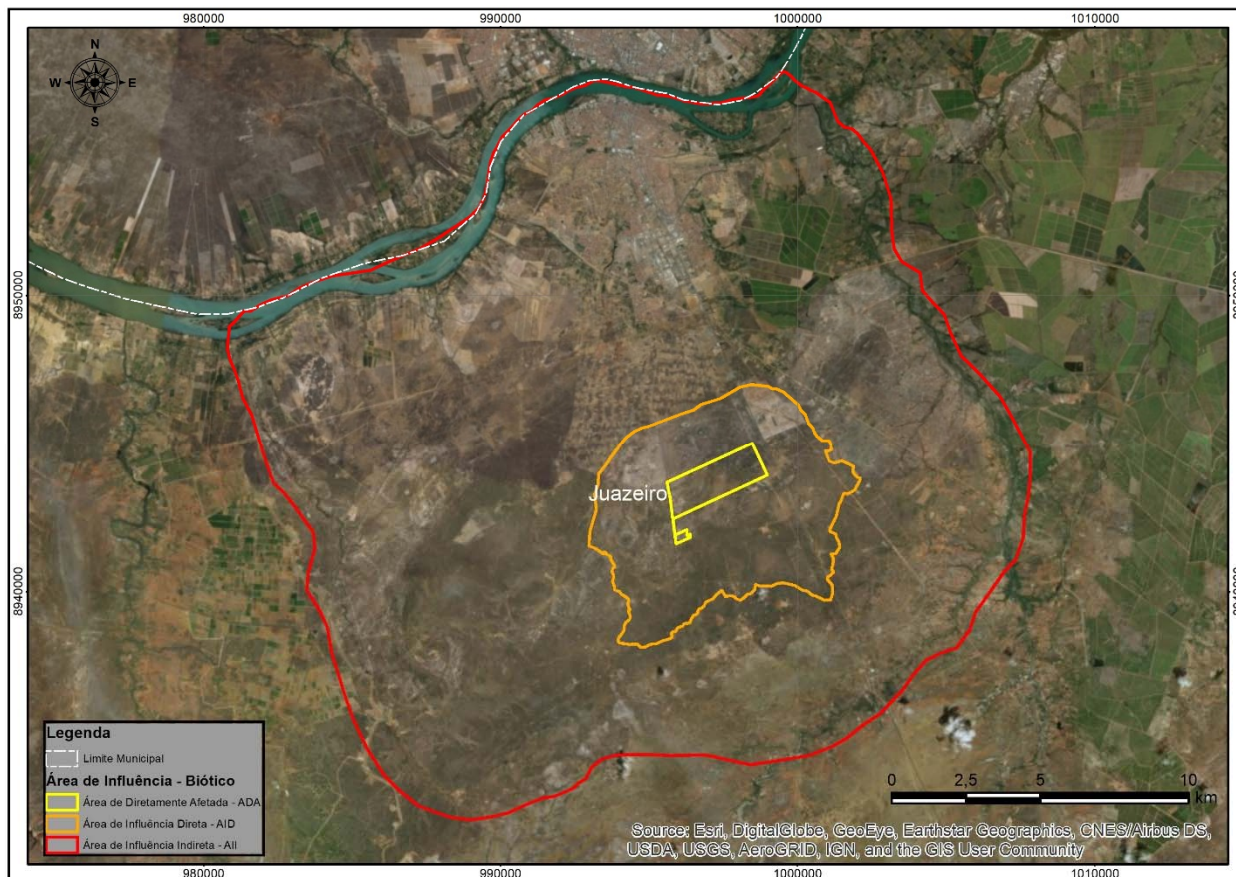 980000 990000 1000000 1010000
N
W E
S
8950000
8950000
Juazeiro
8940000
8940000
Legenda
Limite Municipal
Área de Influência - Biótico
Área de Diretamente Afetada - ADA
Área de Influência Direta - AID
Área de Influência Indireta - AII
0 2,5 5 10
km
Source: Esri, DigitalGlobe, GeoEye, Earthstar Geographics, CNES/Airbus DS,
USDA, USGS, AeroGRID, IGN, and the GIS User Community
980000 990000 1000000 1010000